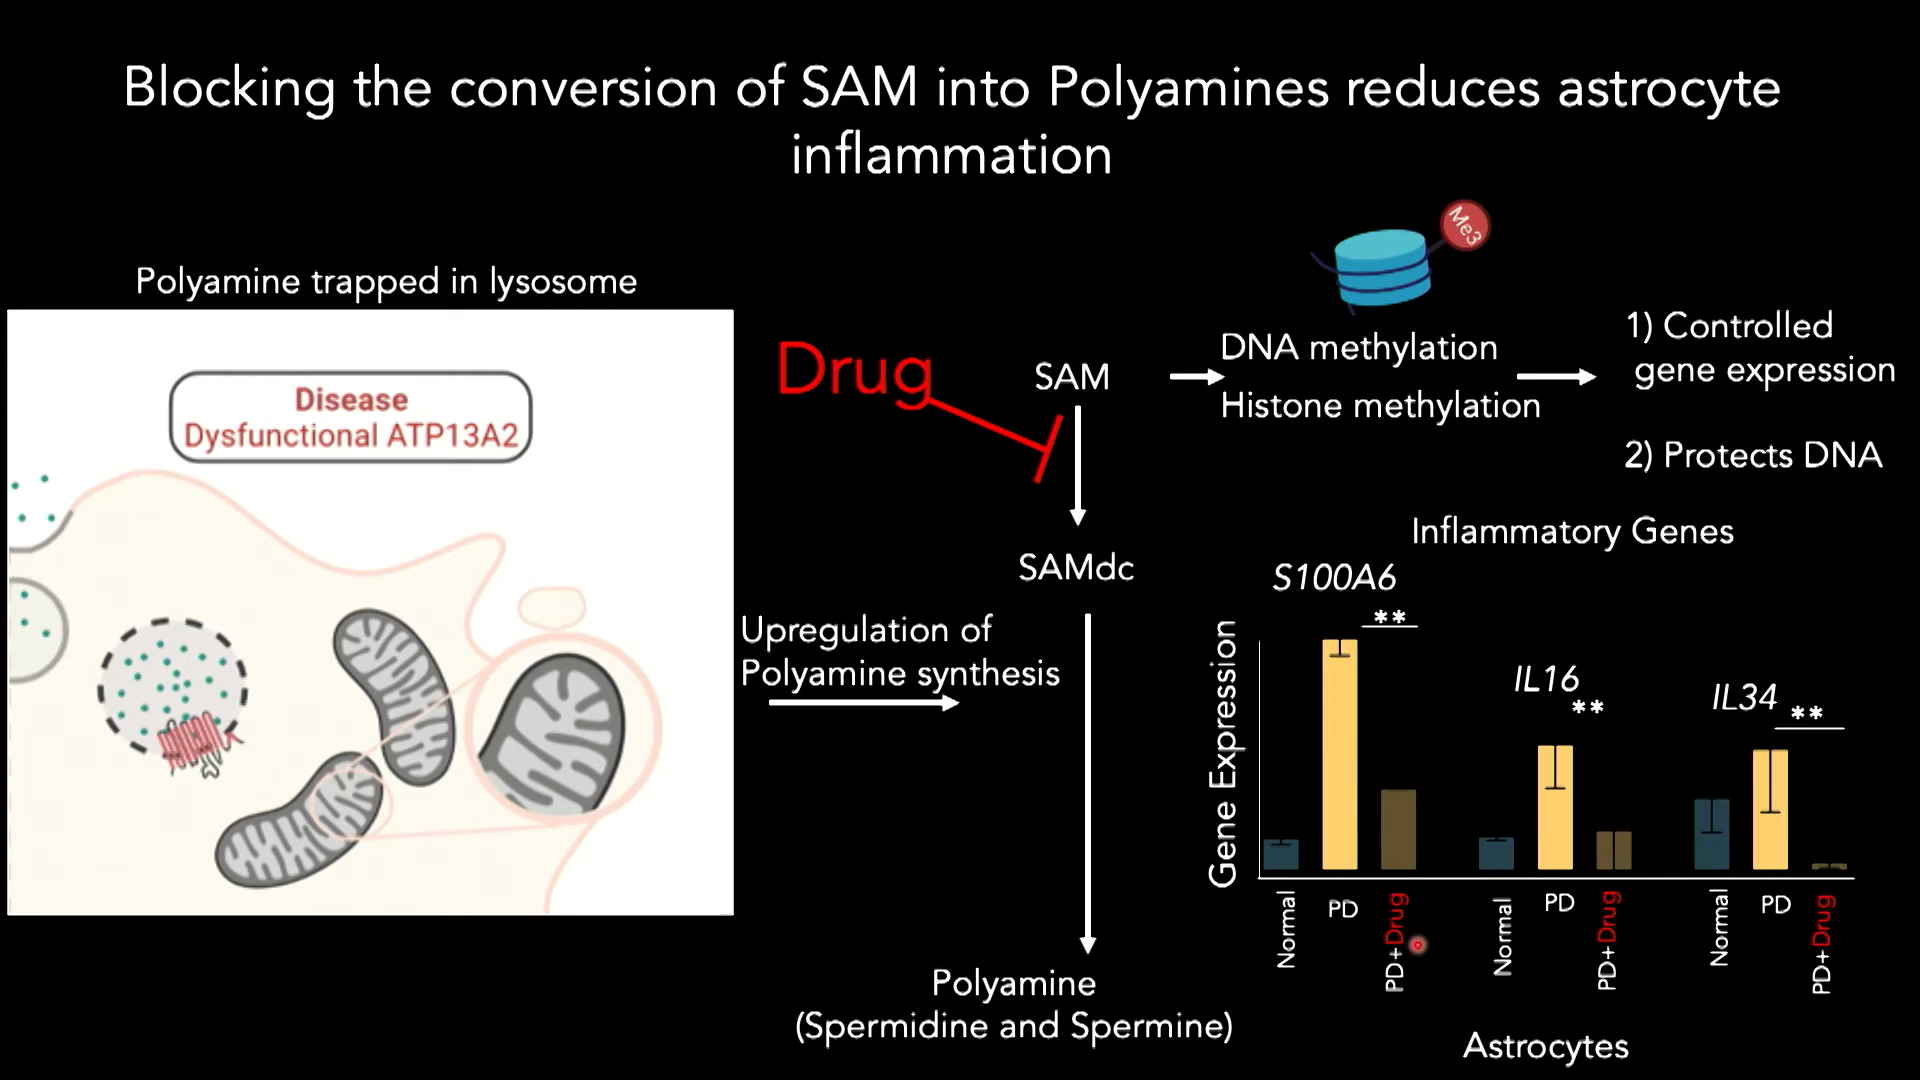 Blocking the conversion of SAM into Polyamines reduces astrocyte
inflammation
Polyamine trapped in lysosome
Disease
Dysfunctional ATP13A2
Drug
SAM
Me3
DNA methylation
Histone methylation
1) Controlled
gene expression
2) Protects DNA
SAMdc
Upregulation of
Polyamine synthesis
Polyamine
(Spermidine and Spermine)
Inflammatory Genes
S100A6
**
IL16
**
IL34
**
Gene Expression
Normal
PD
PD+Drug
Normal
PD
PD+Drug
Normal
PD
PD+Drug
Astrocytes